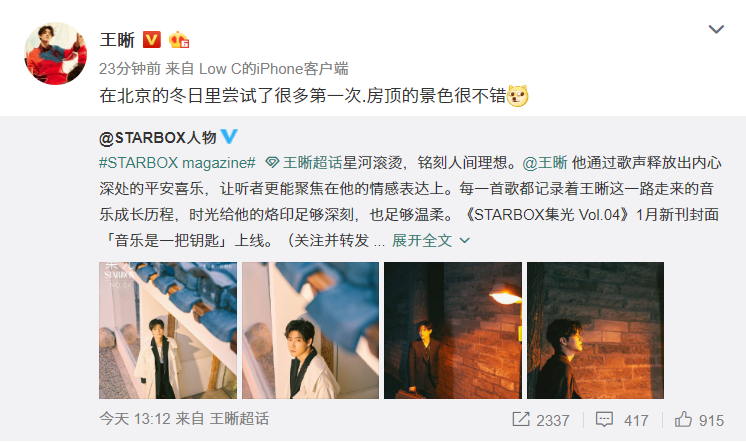 王晰
23分钟前 来自 Low C的iPhone客户端
在北京的冬日里尝试了很多第一次.房顶的景色很不错
@STARBOX人物
#STARBOX magazine# 王晰超话星河滚烫，铭刻人间理想。@王晰 他通过歌声释放出内心
深处的平安喜乐，让听者更能聚焦在他的情感表达上。每一首歌都记录着王晰这一路走来的音
乐成长历程，时光给他的烙印足够深刻，也足够温柔。《STARBOX集光 Vol.04》1月新刊封面
「音乐是一把钥匙」上线。（关注并转发 ... 展开全文
STARBOX
NO.04
今天 13:12 来自 王晰超话
2337
417
915